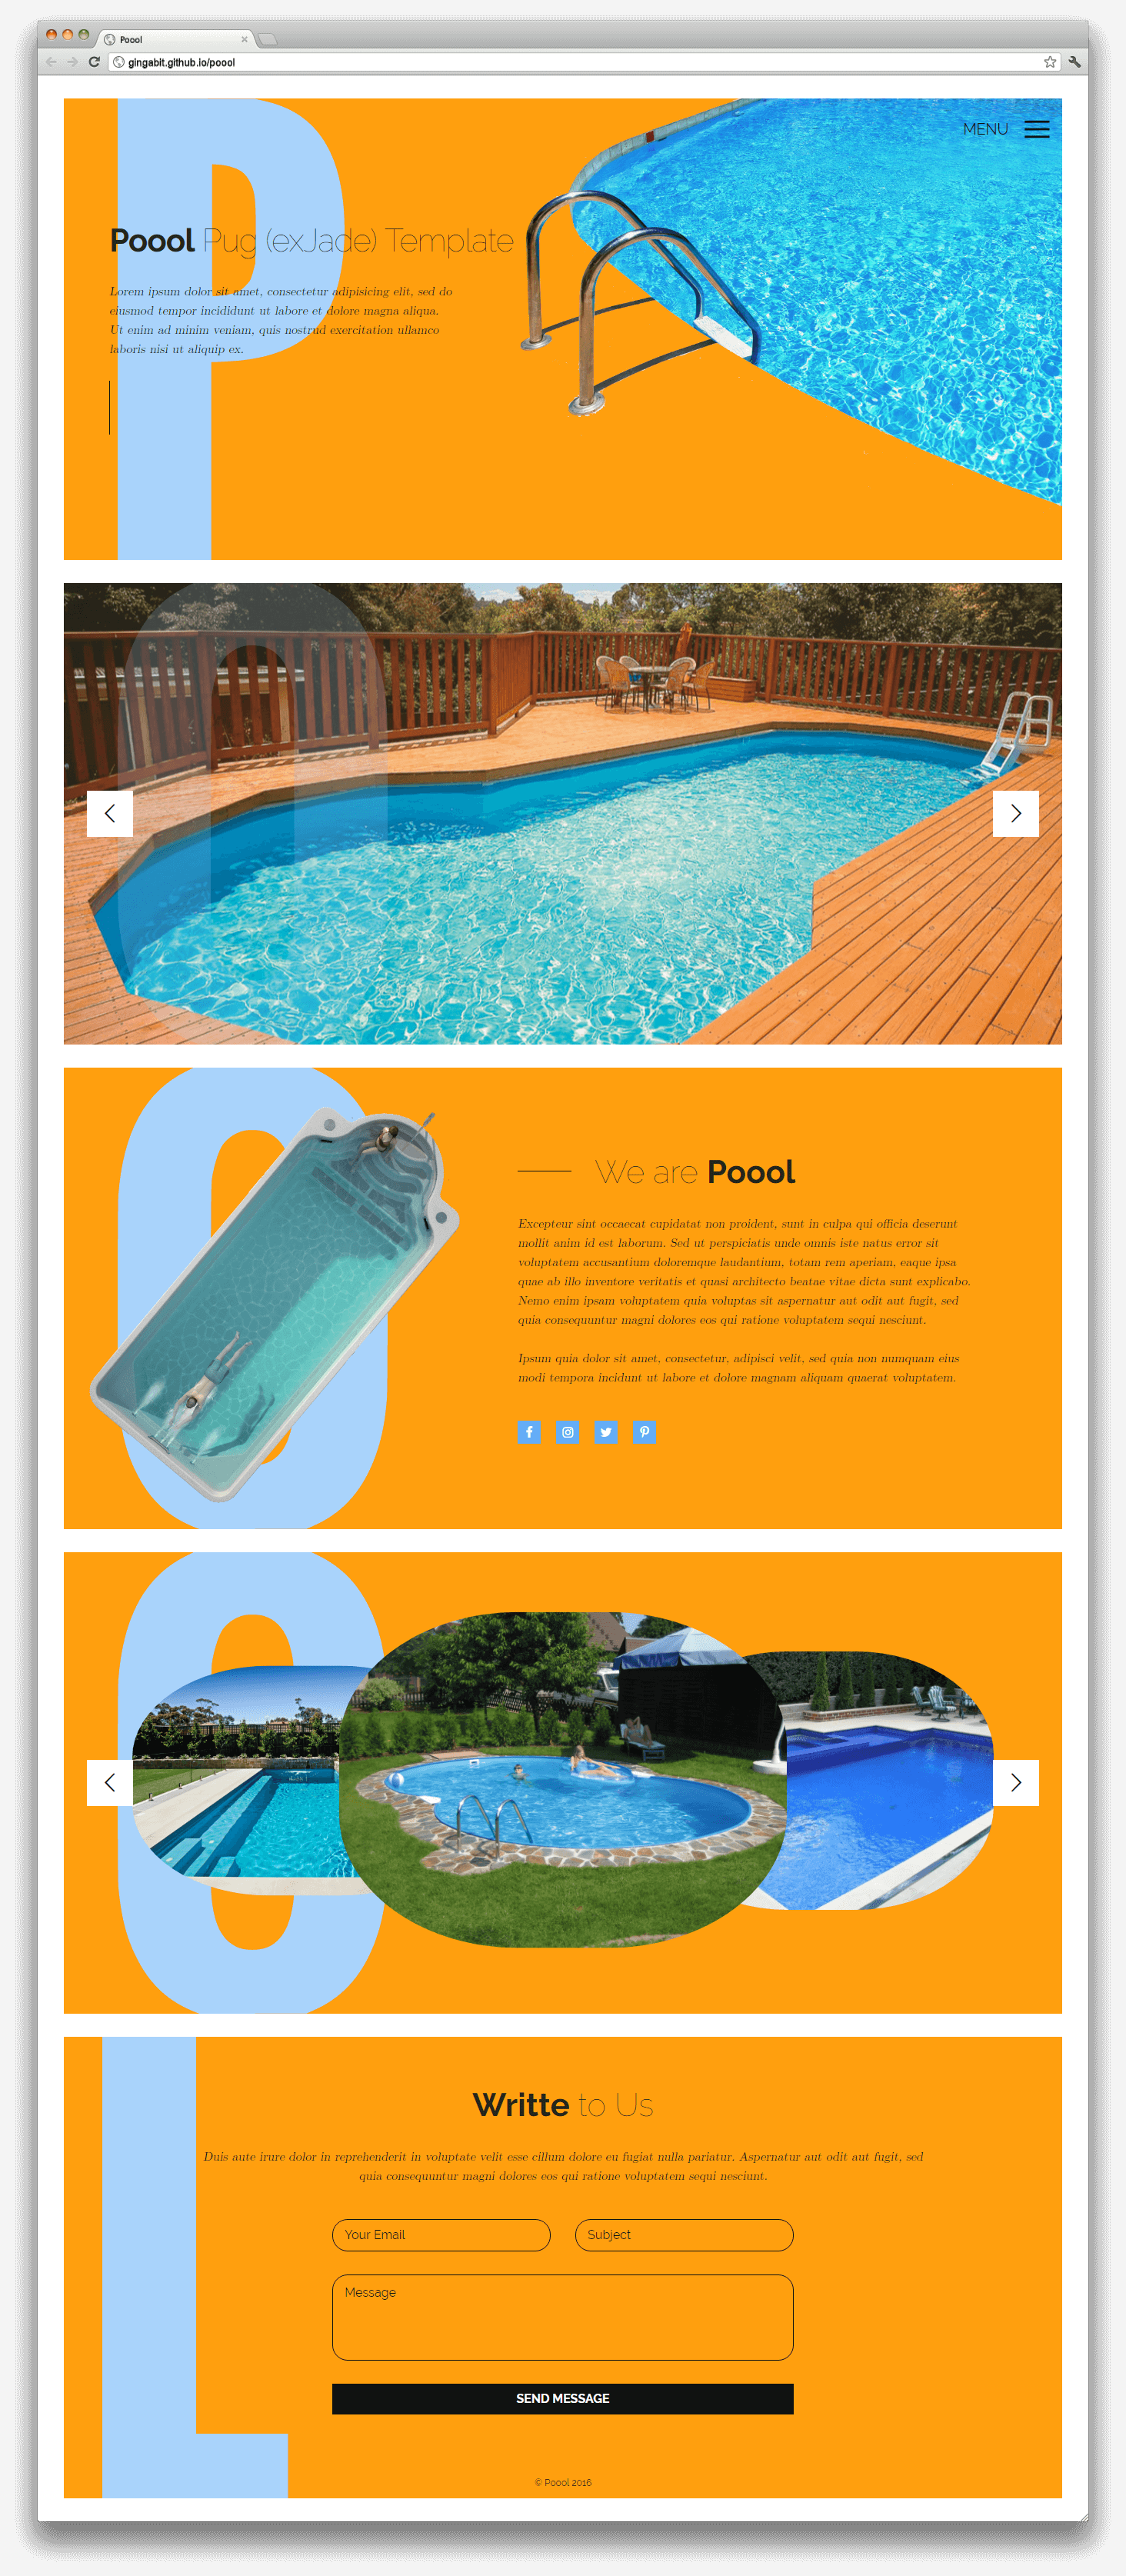 Poool
gingabit.github.io/poool
MENU
P
Poool Pug (exJade) Template
Lorem ipsum dolor sit amet, consectetur adipisicing elit, sed do
eiusmod tempor incididunt ut labore et dolore magna aliqua.
Ut enim ad minim veniam, quis nostrud exercitation ullamco
laboris nisi ut aliquip ex.
O
O
We are Poool
Excepteur sint occaecat cupidatat non proident, sunt in culpa qui officia deserunt
mollit anim id est laborum. Sed ut perspiciatis unde omnis iste natus error sit
voluptatem accusantium doloremque laudantium, totam rem aperiam, eaque ipsa
quae ab illo inventore veritatis et quasi architecto beatae vitae dicta sunt explicabo.
Nemo enim ipsam voluptatem quia voluptas sit aspernatur aut odit aut fugit, sed
quia consequuntur magni dolores eos qui ratione voluptatem sequi nesciunt.
Ipsum quia dolor sit amet, consectetur, adipisci velit, sed quia non numquam eius
modi tempora incidunt ut labore et dolore magnam aliquam quaerat voluptatem.
O
L
Writte to Us
Duis aute irure dolor in reprehenderit in voluptate velit esse cillum dolore eu fugiat nulla pariatur. Aspernatur aut odit aut fugit, sed
quia consequuntur magni dolores eos qui ratione voluptatem sequi nesciunt.
Your Email
Subject
Message
SEND MESSAGE
© Poool 2016